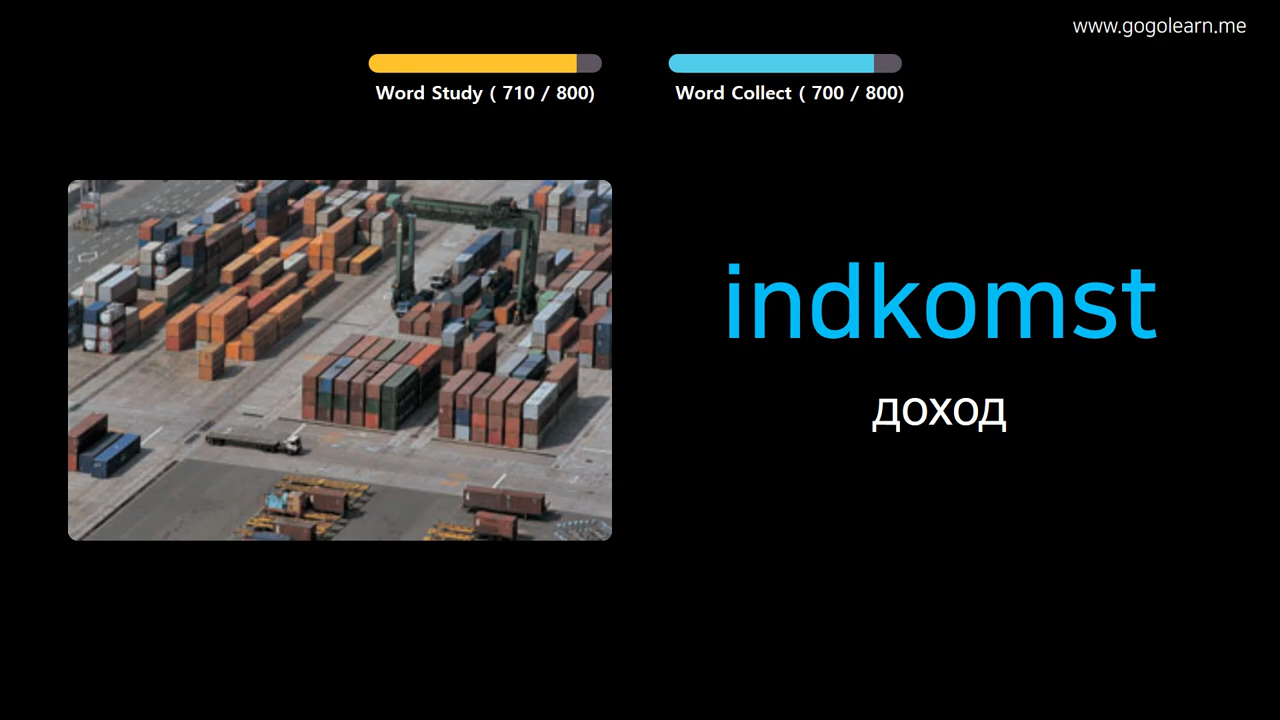 www.gogolearn.me
Word Study ( 710 / 800)
Word Collect ( 700 / 800)
indkomst
доход